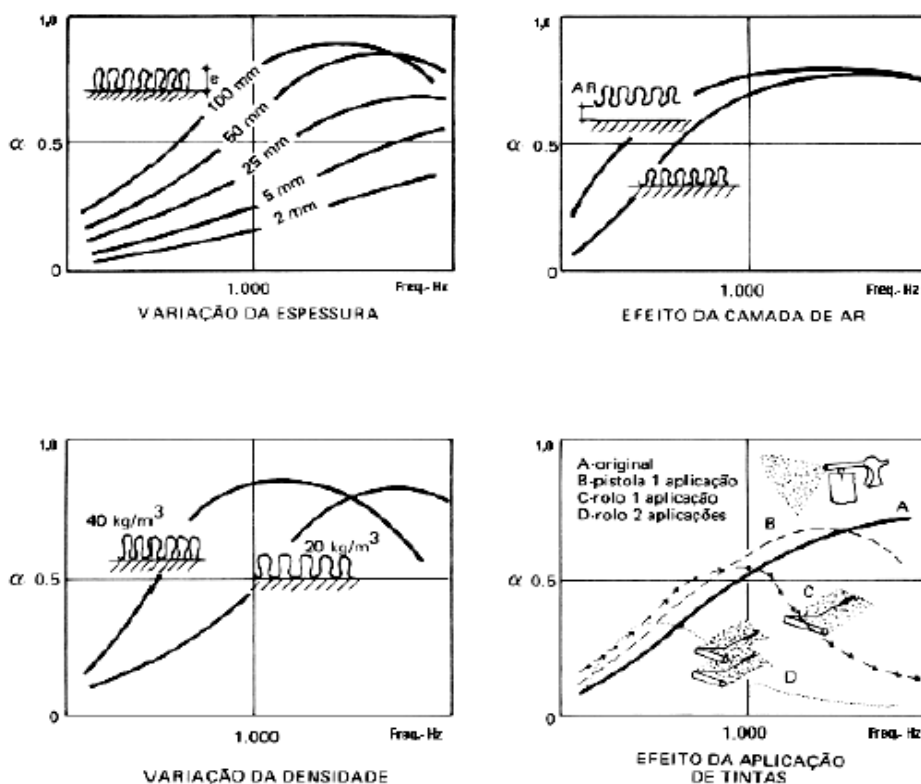 1,0
α 0.5
0
e
100 mm
50 mm
25 mm
5 mm
2 mm
1.000
Freq.- Hz
VARIAÇÃO DA ESPESSURA
1,0
α 0.5
0
AR
1.000
Freq.- Hz
EFEITO DA CAMADA DE AR
1,0
α 0.5
0
40 kg/m³
20 kg/m³
1.000
Freq.- Hz
VARIAÇÃO DA DENSIDADE
1,0
α 0.5
0
A-original
B-pistola 1 aplicação
C-rolo 1 aplicação
D-rolo 2 aplicações
A
B
C
D
1.000
Freq.- Hz
EFEITO DA APLICAÇÃO
DE TINTAS